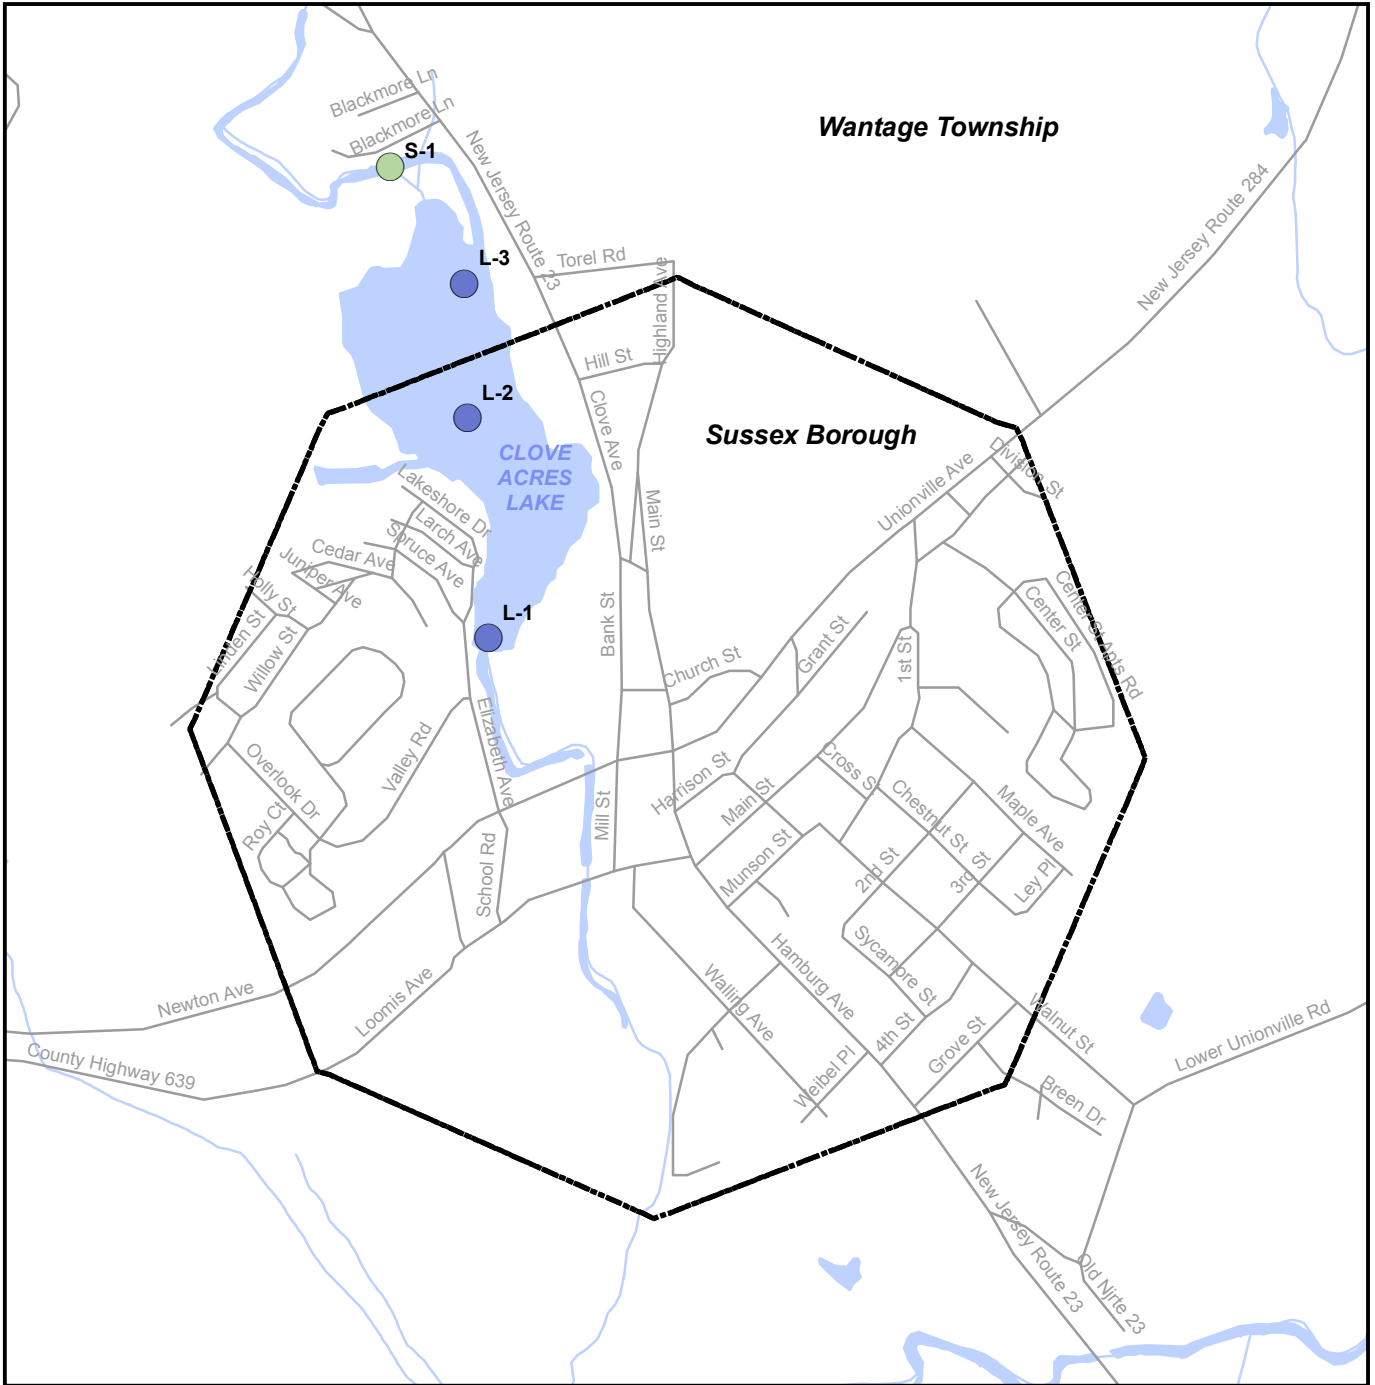 Blackmore Ln
Blackmore Ln
S-1
Wantage Township
New Jersey Route 23
New Jersey Route 284
L-3
Torel Rd
Highland Ave
Hill St
L-2
Clove Ave
Sussex Borough
CLOVE
ACRES
LAKE
Unionville Ave
Division St
Lakeshore Dr
Larch Ave
Spruce Ave
Main St
Cedar Ave
Juniper Ave
Holly St
Linden St
Willow St
L-1
Bank St
Church St
Grant St
1st St
Center St
Center St Apts Rd
Elizabeth Ave
Valley Rd
Overlook Dr
Roy Ct
Harrison St
Main St
Cross St
Chestnut St
Maple Ave
Mill St
Munson St
2nd St
3rd St
Ley Pl
School Rd
Sycamore St
Hamburg Ave
Walling Ave
Newton Ave
Loomis Ave
4th St
Grove St
Walnut St
Lower Unionville Rd
County Highway 639
Weibel Pl
Breen Dr
New Jersey Route 23
Old Njrte 23